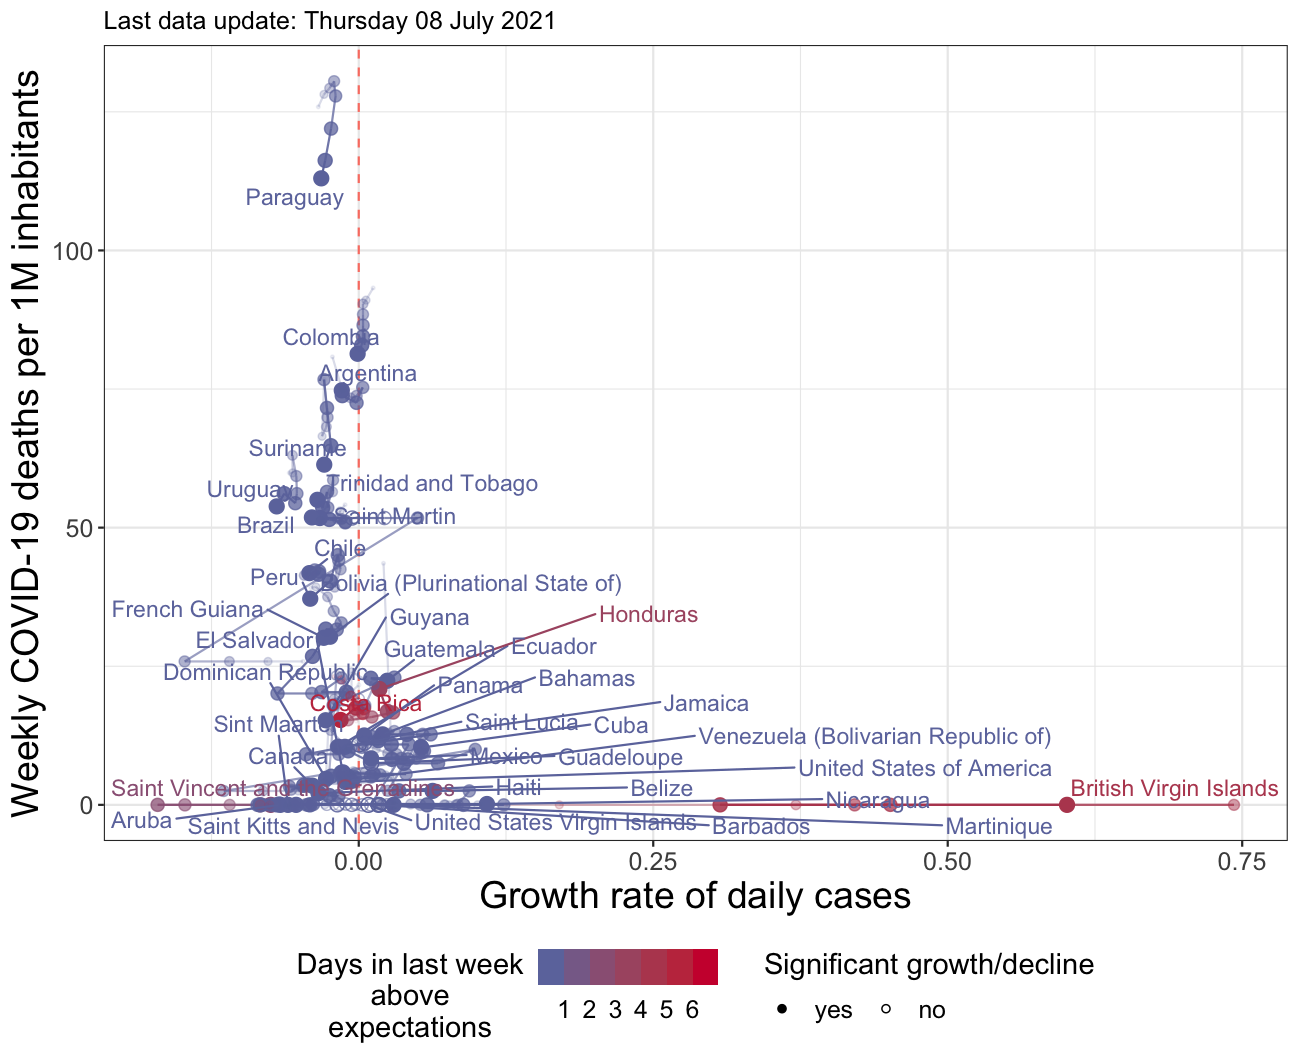 Last data update: Thursday 08 July 2021
Weekly COVID-19 deaths per 1M inhabitants
100
50
0
Paraguay
Colombia
Argentina
Suriname
Uruguay
Trinidad and Tobago
Brazil
Saint Martin
Chile
Peru
Bolivia (Plurinational State of)
French Guiana
Guyana
Honduras
El Salvador
Guatemala
Ecuador
Dominican Republic
Panama
Bahamas
Costa Rica
Jamaica
Sint Maarten
Saint Lucia
Cuba
Venezuela (Bolivarian Republic of)
Canada
Mexico
Guadeloupe
United States of America
Saint Vincent and the Grenadines
Haiti
Belize
British Virgin Islands
Nicaragua
Aruba
Saint Kitts and Nevis
United States Virgin Islands
Barbados
Martinique
0.00
0.25
0.50
0.75
Growth rate of daily cases
Days in last week
above
expectations
1 2 3 4 5 6
Significant growth/decline
yes
no